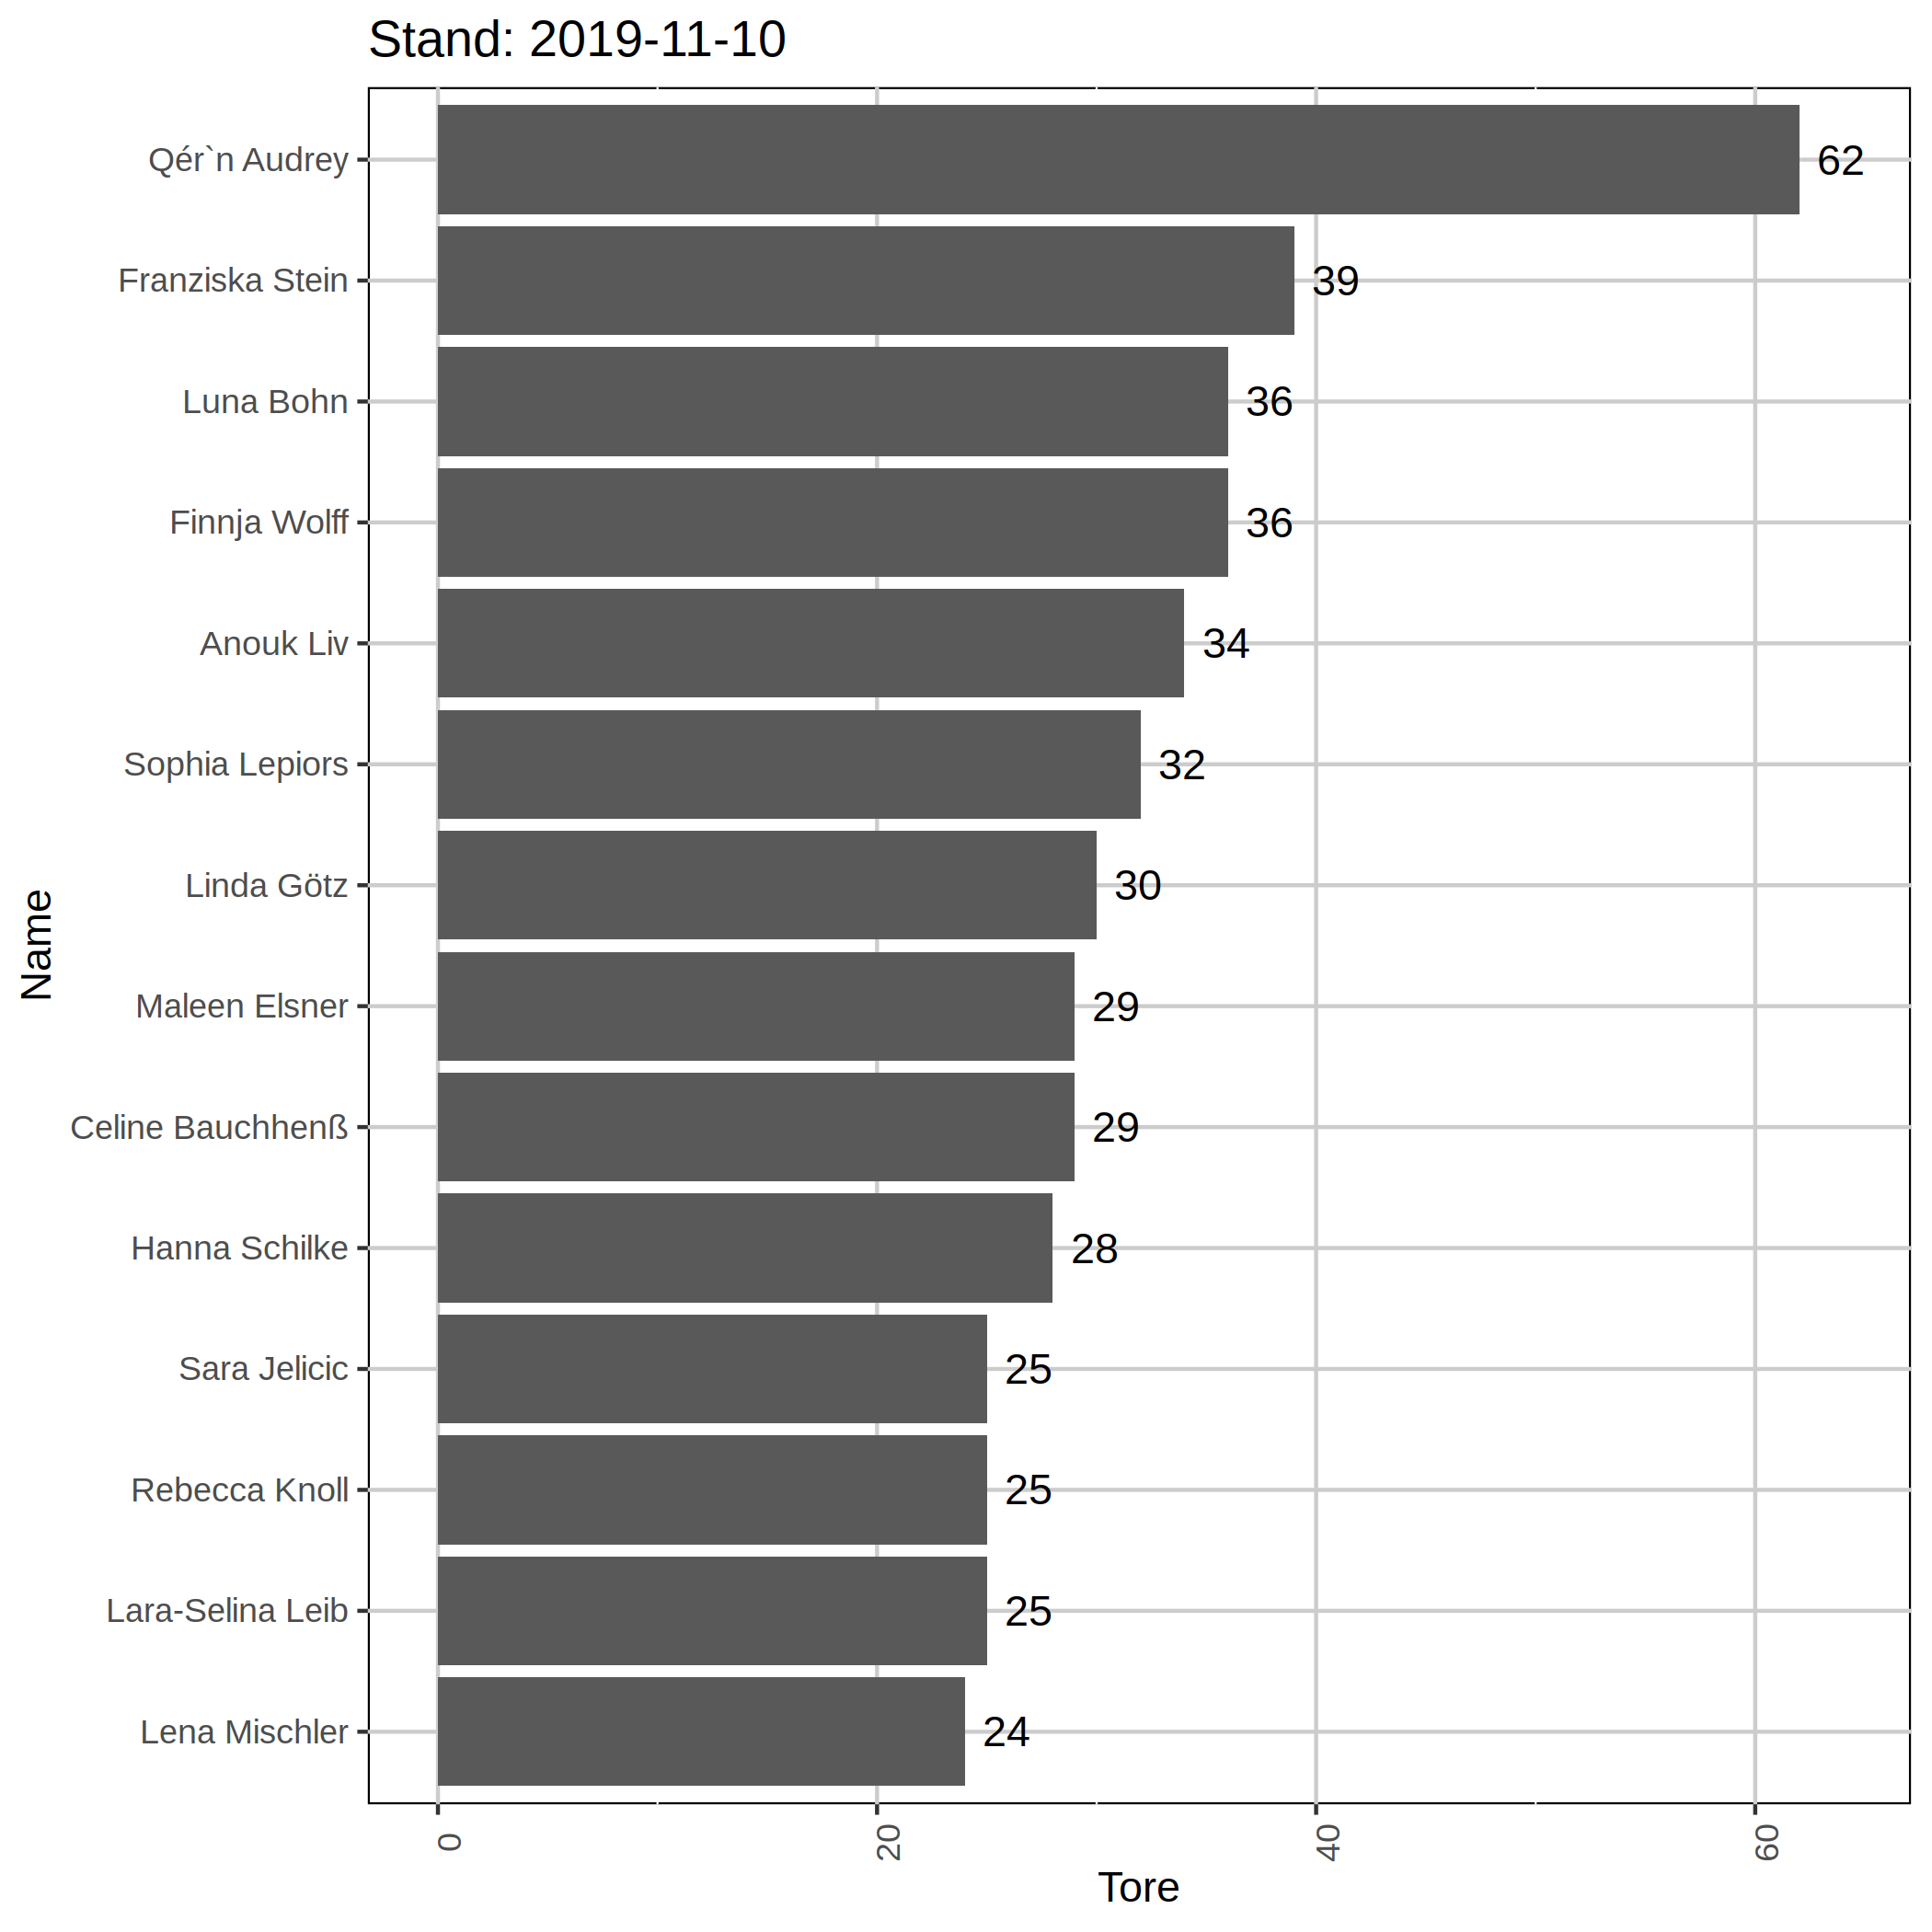 Stand: 2019-11-10
Name
Qér`n Audrey 62
Franziska Stein 39
Luna Bohn 36
Finnja Wolff 36
Anouk Liv 34
Sophia Lepiors 32
Linda Götz 30
Maleen Elsner 29
Celine Bauchhenß 29
Hanna Schilke 28
Sara Jelicic 25
Rebecca Knoll 25
Lara-Selina Leib 25
Lena Mischler 24
0 20 40 60
Tore